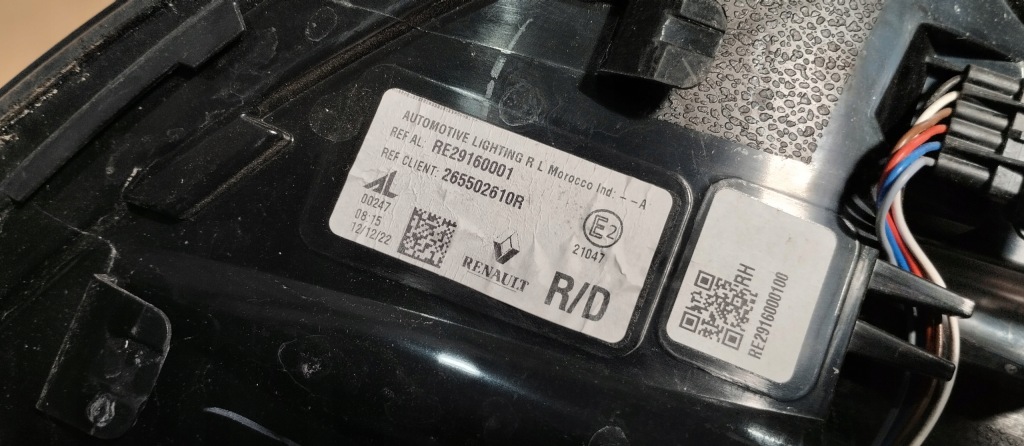 AUTOMOTIVE LIGHTING R L Morocco Ind: - - A
REF AL: RE29160001
REF CLIENT: 265502610R
AL
00247
08:15
12/12/22
RENAULT
E2
21047
R/D
RH
RE2916000100